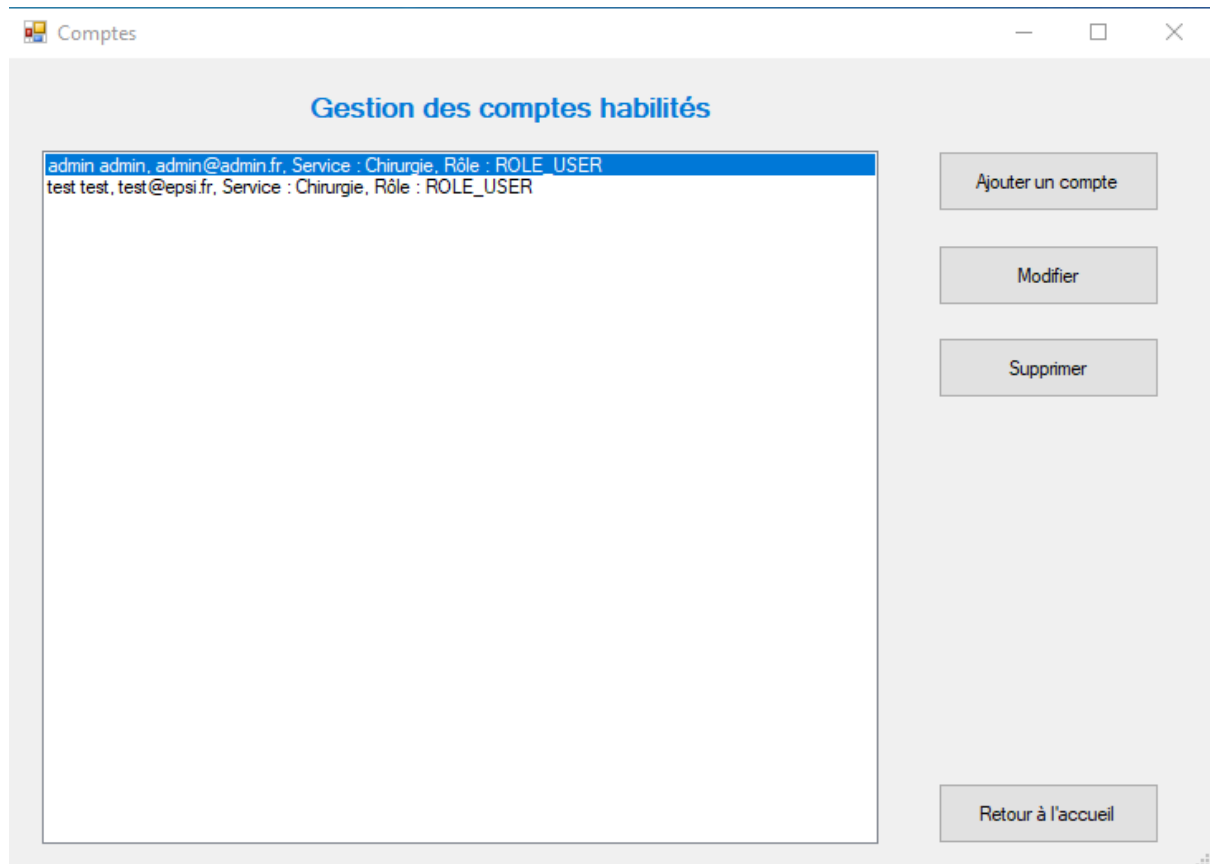 Comptes
Gestion des comptes habilités
admin admin, admin@admin.fr, Service : Chirurgie, Rôle : ROLE_USER
test test, test@epsi.fr, Service : Chirurgie, Rôle : ROLE_USER
Ajouter un compte
Modifier
Supprimer
Retour à l'accueil